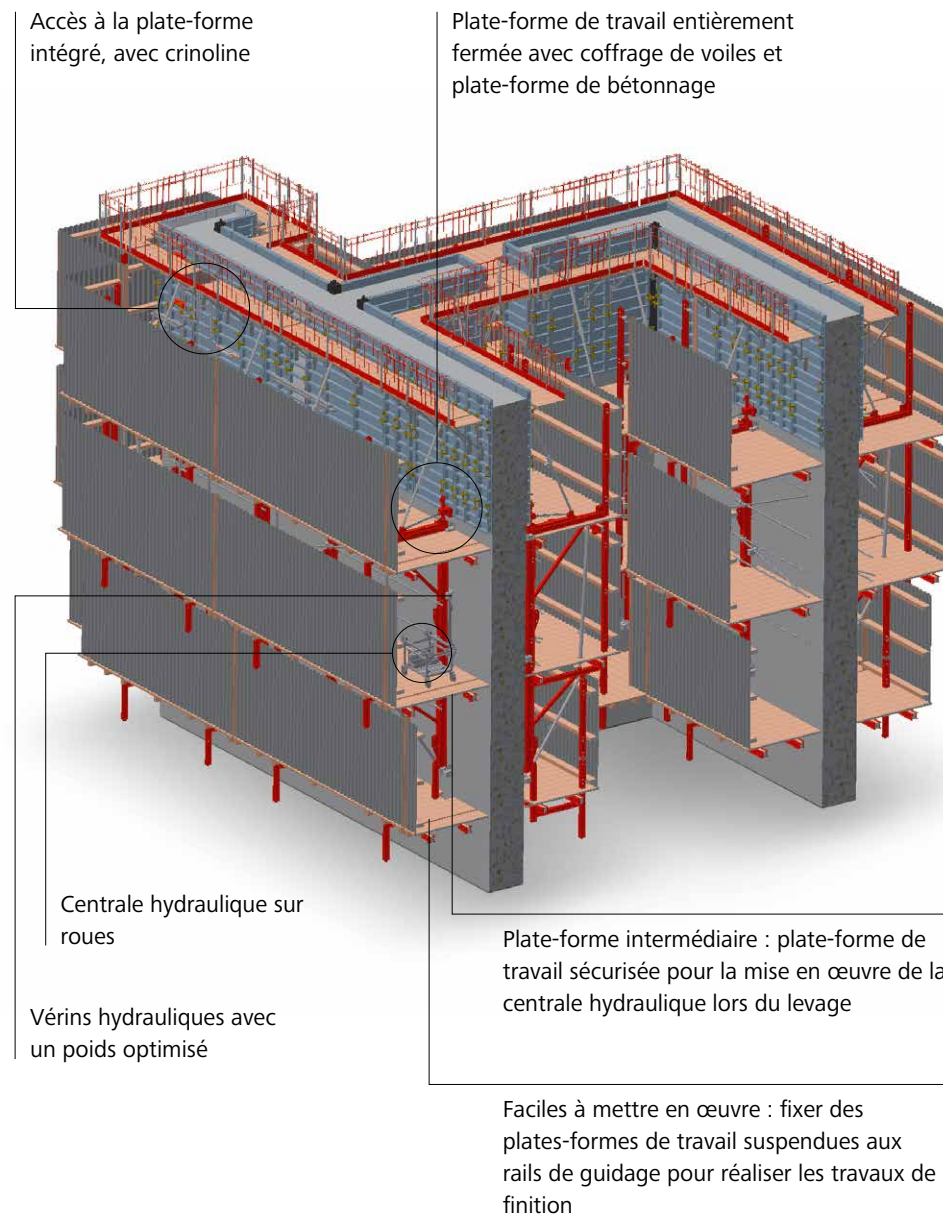 Accès à la plate-forme
intégré, avec crinoline
Plate-forme de travail entièrement
fermée avec coffrage de voiles et
plate-forme de bétonnage
Centrale hydraulique sur
roues
Vérins hydrauliques avec
un poids optimisé
Plate-forme intermédiaire : plate-forme de
travail sécurisée pour la mise en œuvre de la
centrale hydraulique lors du levage
Faciles à mettre en œuvre : fixer des
plates-formes de travail suspendues aux
rails de guidage pour réaliser les travaux de
finition